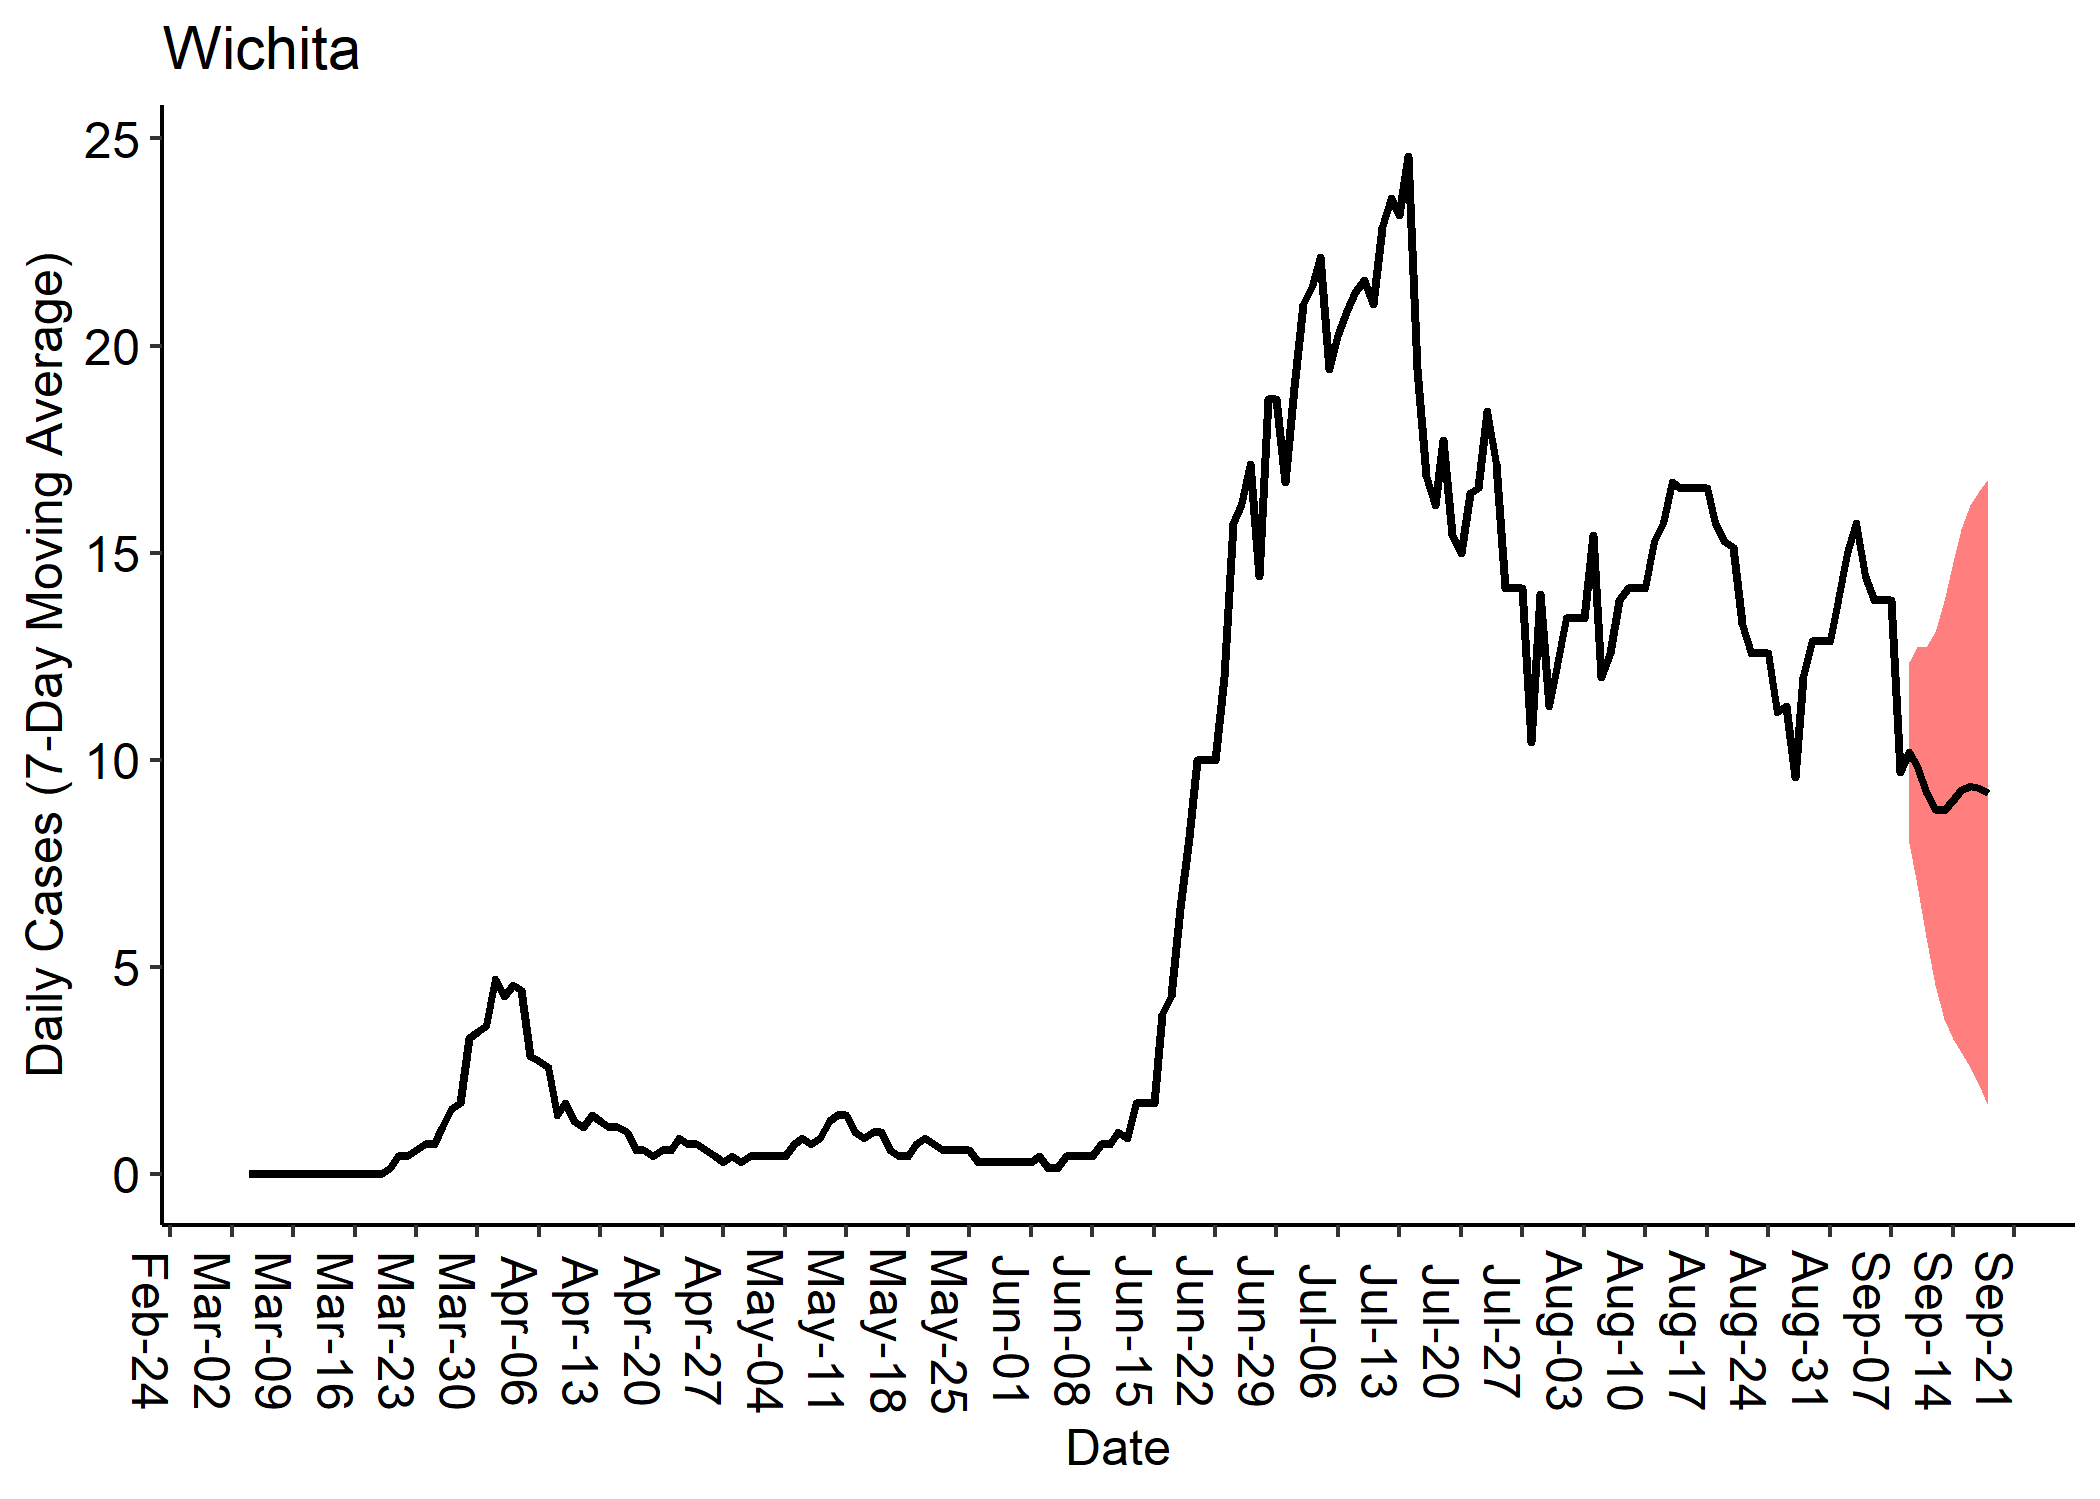 Wichita
Daily Cases (7-Day Moving Average)
25
20
15
10
5
0
Feb-24
Mar-02
Mar-09
Mar-16
Mar-23
Mar-30
Apr-06
Apr-13
Apr-20
Apr-27
May-04
May-11
May-18
May-25
Jun-01
Jun-08
Jun-15
Jun-22
Jun-29
Jul-06
Jul-13
Jul-20
Jul-27
Aug-03
Aug-10
Aug-17
Aug-24
Aug-31
Sep-07
Sep-14
Sep-21
Date